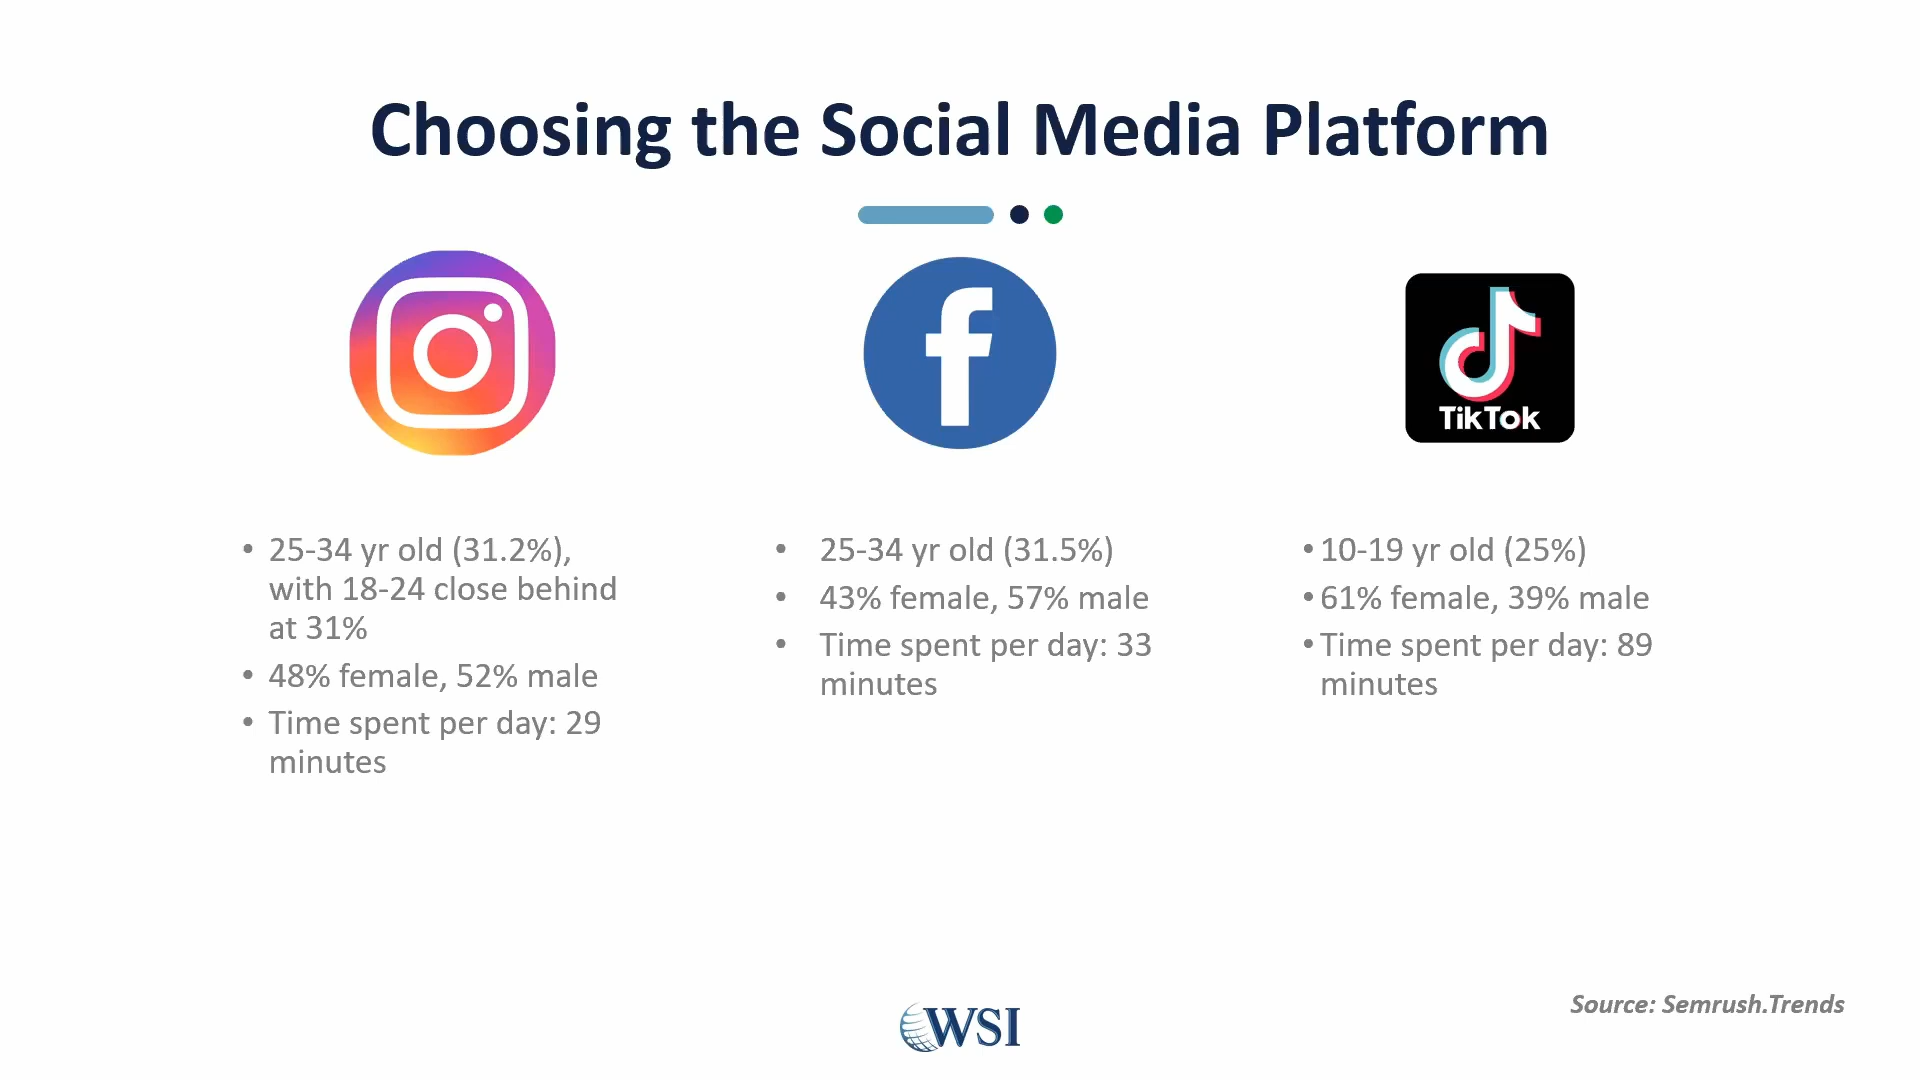 Choosing the Social Media Platform
TikTok
• 25-34 yr old (31.2%),
with 18-24 close behind
at 31%
• 48% female, 52% male
• Time spent per day: 29
minutes
• 25-34 yr old (31.5%)
• 43% female, 57% male
• Time spent per day: 33
minutes
• 10-19 yr old (25%)
• 61% female, 39% male
• Time spent per day: 89
minutes
Source: Semrush.Trends
WSI